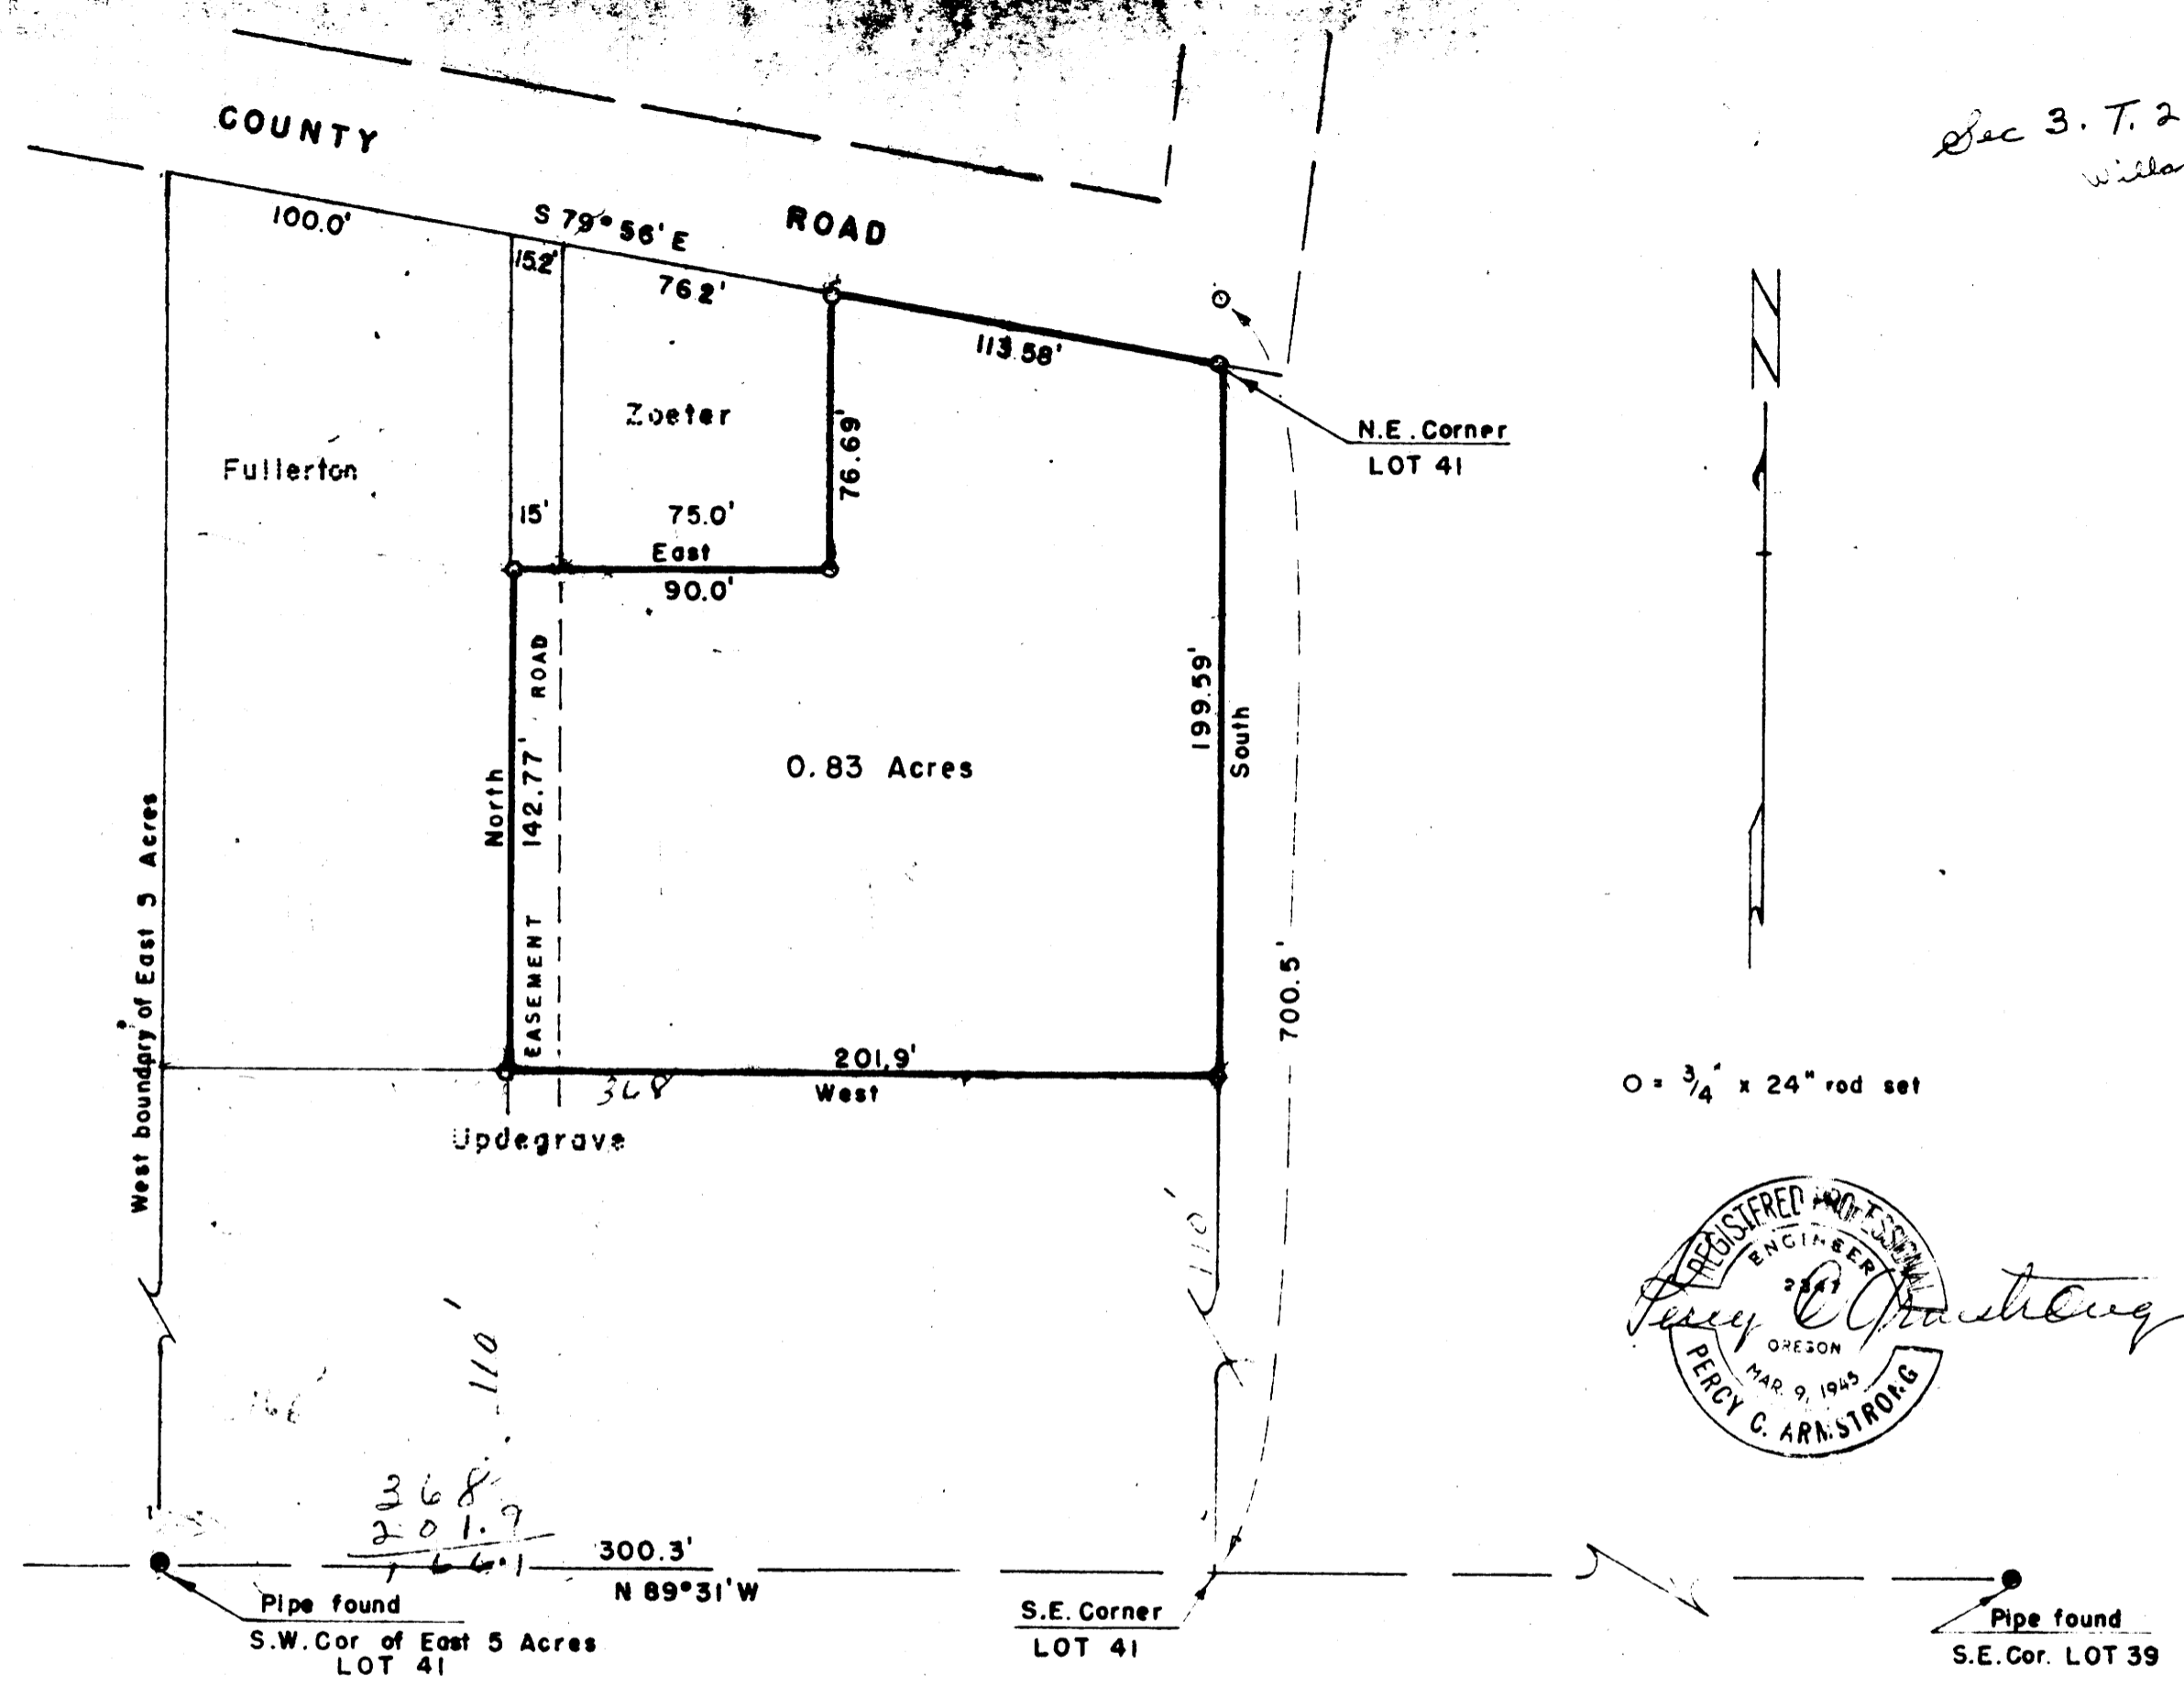 COUNTY
ROAD
Sec 3. T. 2
100.0'
S 79°56' E
15.2'
76.2'
113.58'
Zoeter
Fullerton
76.69'
N.E. Corner
LOT 41
15'
75.0'
East
90.0'
North
EASEMENT 142.77' ROAD
0.83 Acres
199.59'
South
West boundary of East 5 Acres
700.5'
201.9'
West
368
Updegrave
O = 3/4" x 24" rod set
110'
110'
REGISTERED PROFESSIONAL
ENGINEER
OREGON
MAR. 9, 1945
PERCY C. ARMSTRONG
Percy C Armstrong
368
201.9
166.1
300.3'
N 89°31' W
Pipe found
S.W. Cor of East 5 Acres
LOT 41
S.E. Corner
LOT 41
Pipe found
S.E. Cor. LOT 39